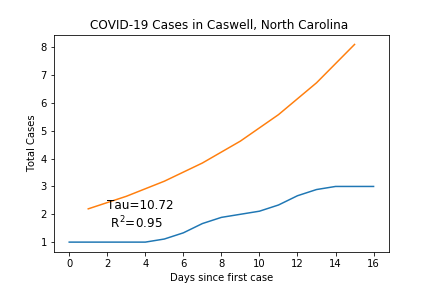 COVID-19 Cases in Caswell, North Carolina
8
7
6
5
4
3
2
1
Total Cases
Tau=10.72
R²=0.95
0 2 4 6 8 10 12 14 16
Days since first case